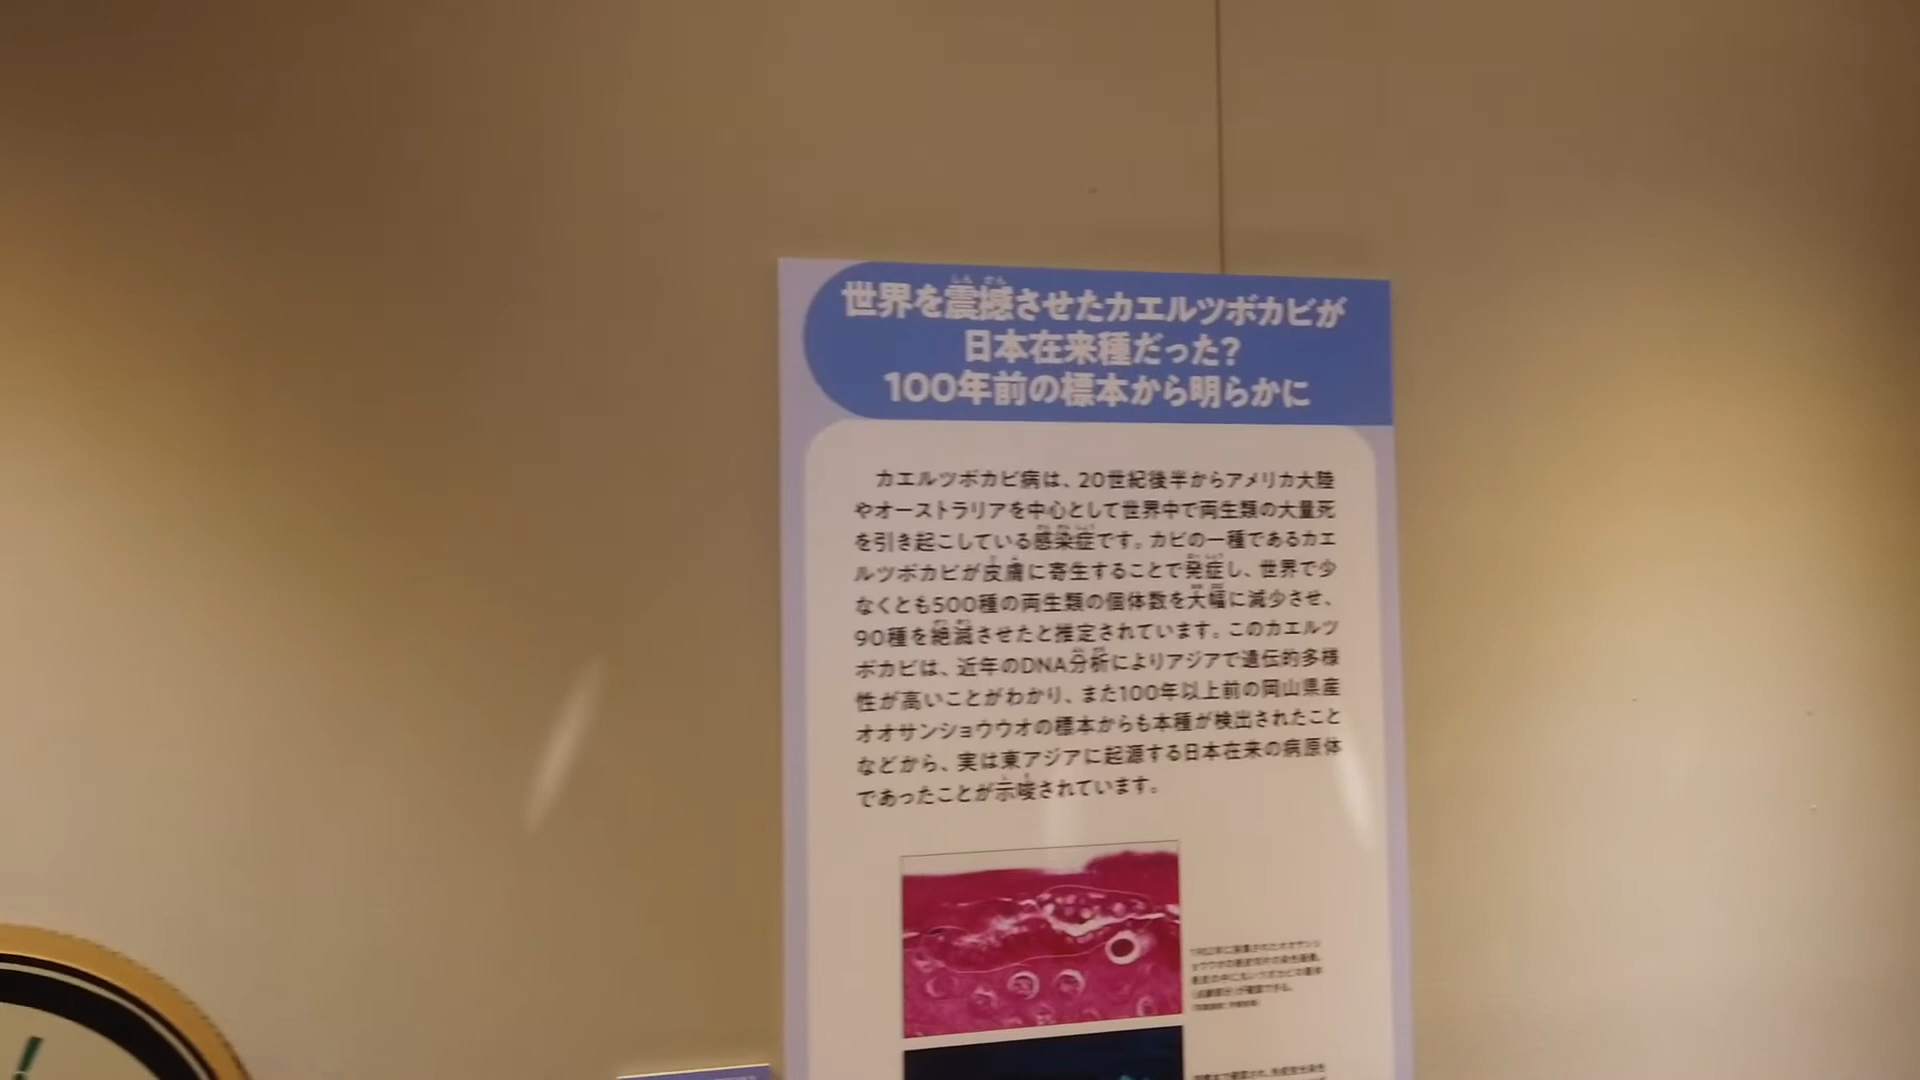 世界を震撼させたカエルツボカビが
日本在来種だった?
100年前の標本から明らかに
カエルツボカビ病は、20世紀後半からアメリカ大陸
やオーストラリアを中心として世界中で両生類の大量死
を引き起こしている感染症です。カビの一種であるカエ
ルツボカビが皮膚に寄生することで発症し、世界で少
なくとも500種の両生類の個体数を大幅に減少させ、
90種を絶滅させたと推定されています。このカエルツ
ボカビは、近年のDNA分析によりアジアで遺伝的多様
性が高いことがわかり、また100年以上前の岡山県産
オオサンショウウオの標本からも本種が検出されたこと
などから、実は東アジアに起源する日本在来の病原体
であったことが示唆されています。